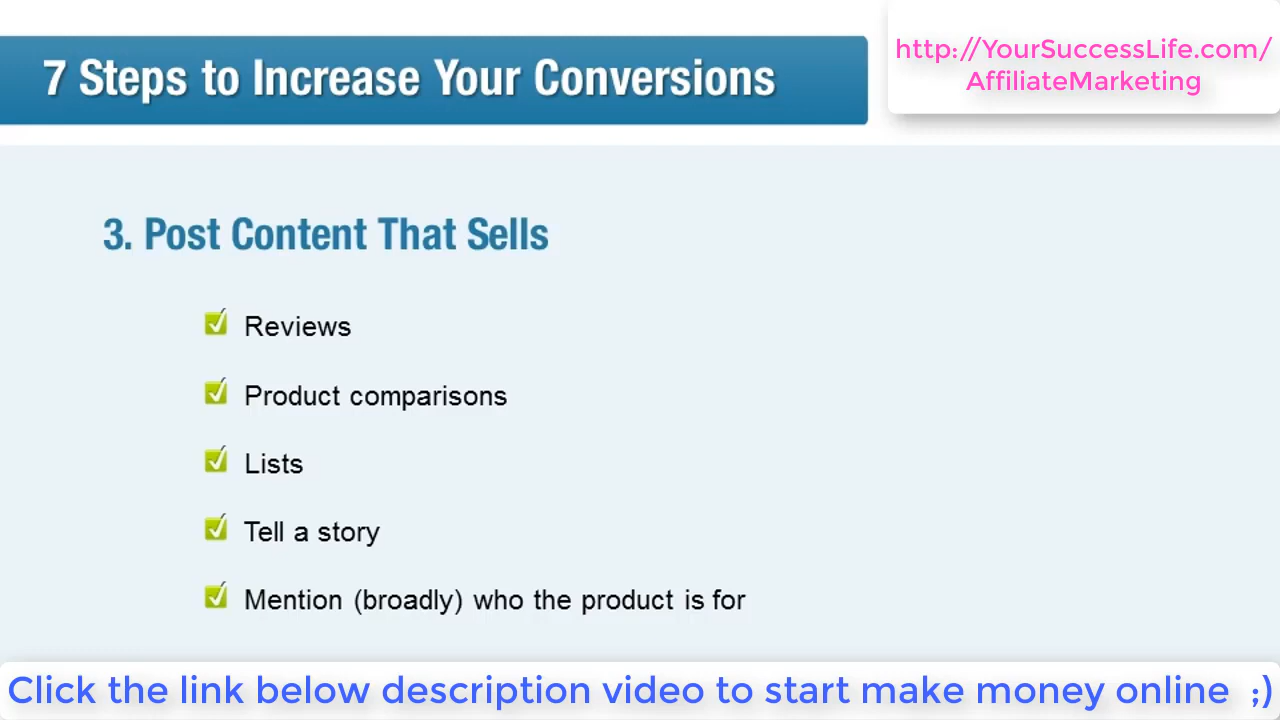 7 Steps to Increase Your Conversions
http://YourSuccessLife.com/
AffiliateMarketing
3. Post Content That Sells
Reviews
Product comparisons
Lists
Tell a story
Mention (broadly) who the product is for
Click the link below description video to start make money online ;)